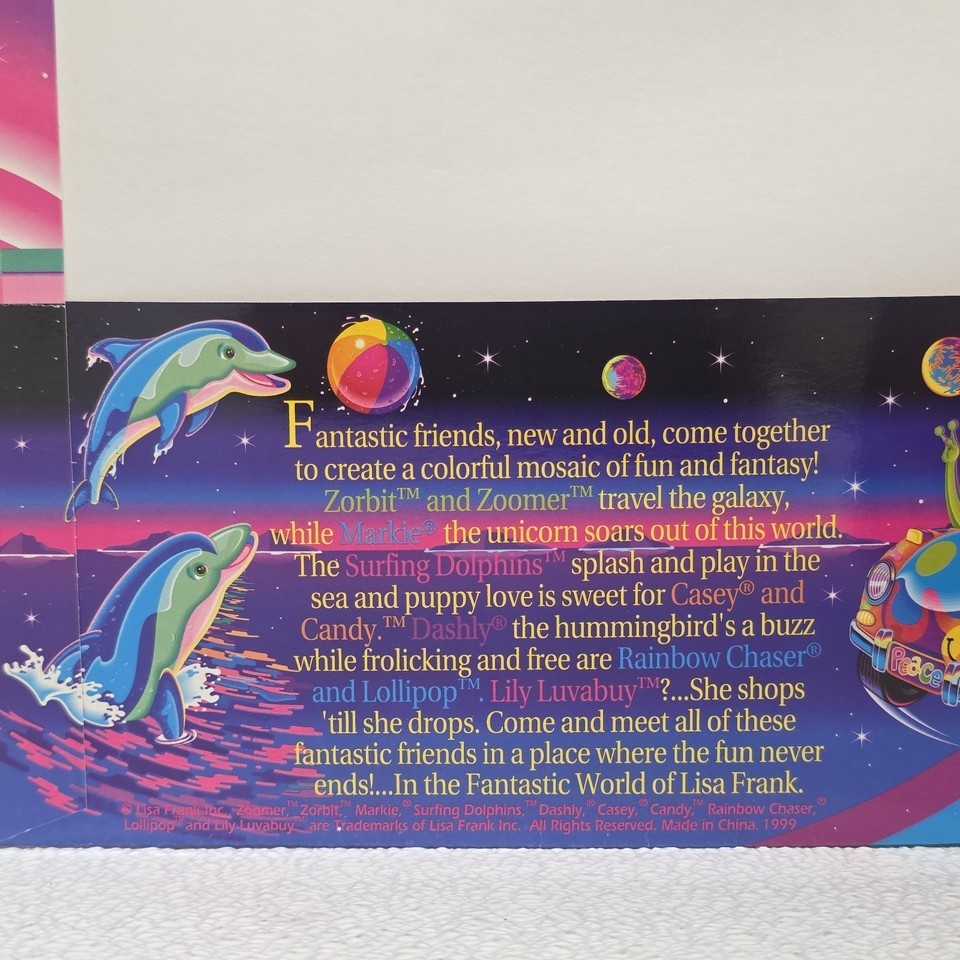 Fantastic friends, new and old, come together
to create a colorful mosaic of fun and fantasy!
Zorbit™ and Zoomer™ travel the galaxy,
while Markie® the unicorn soars out of this world.
The Surfing Dolphins™ splash and play in the
sea and puppy love is sweet for Casey® and
Candy.™ Dashly® the hummingbird's a buzz
while frolicking and free are Rainbow Chaser®
and Lollipop™. Lily Luvabuy™?...She shops
'till she drops. Come and meet all of these
fantastic friends in a place where the fun never
ends!...In the Fantastic World of Lisa Frank.
© Lisa Frank Inc., Zoomer,™ Zorbit,™ Markie,® Surfing Dolphins,™ Dashly,® Casey,® Candy,™ Rainbow Chaser,®
Lollipop™ and Lily Luvabuy™ are Trademarks of Lisa Frank Inc. All Rights Reserved. Made in China. 1999
Peace